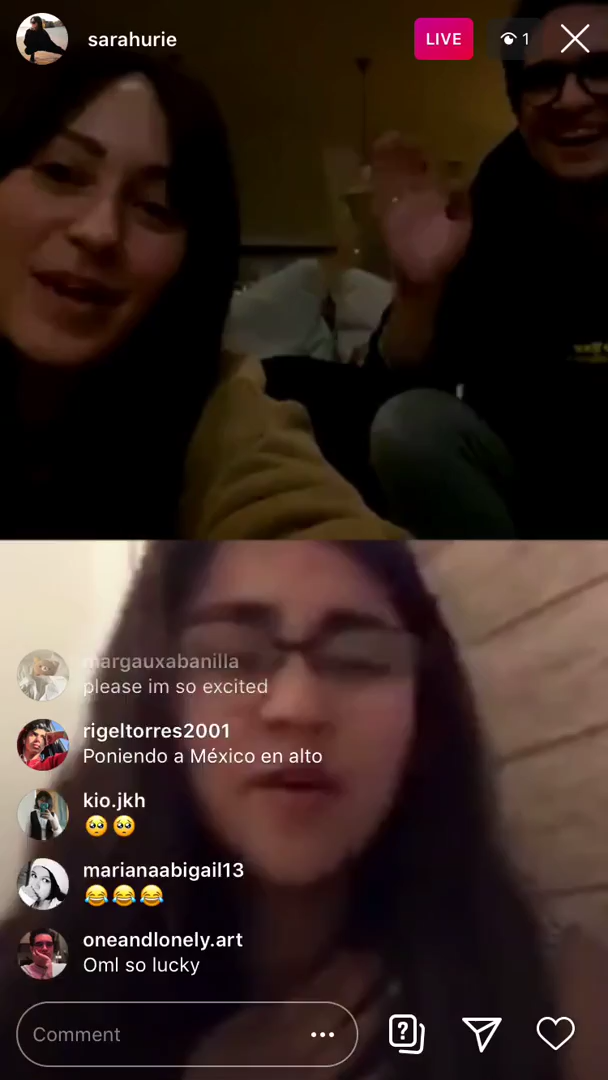 sarahurie
LIVE
1
margauxabanilla
please im so excited
rigeltorres2001
Poniendo a México en alto
kio.jkh
🥺🥺
marianaabigail13
😂😂😂
oneandlonely.art
Oml so lucky
Comment